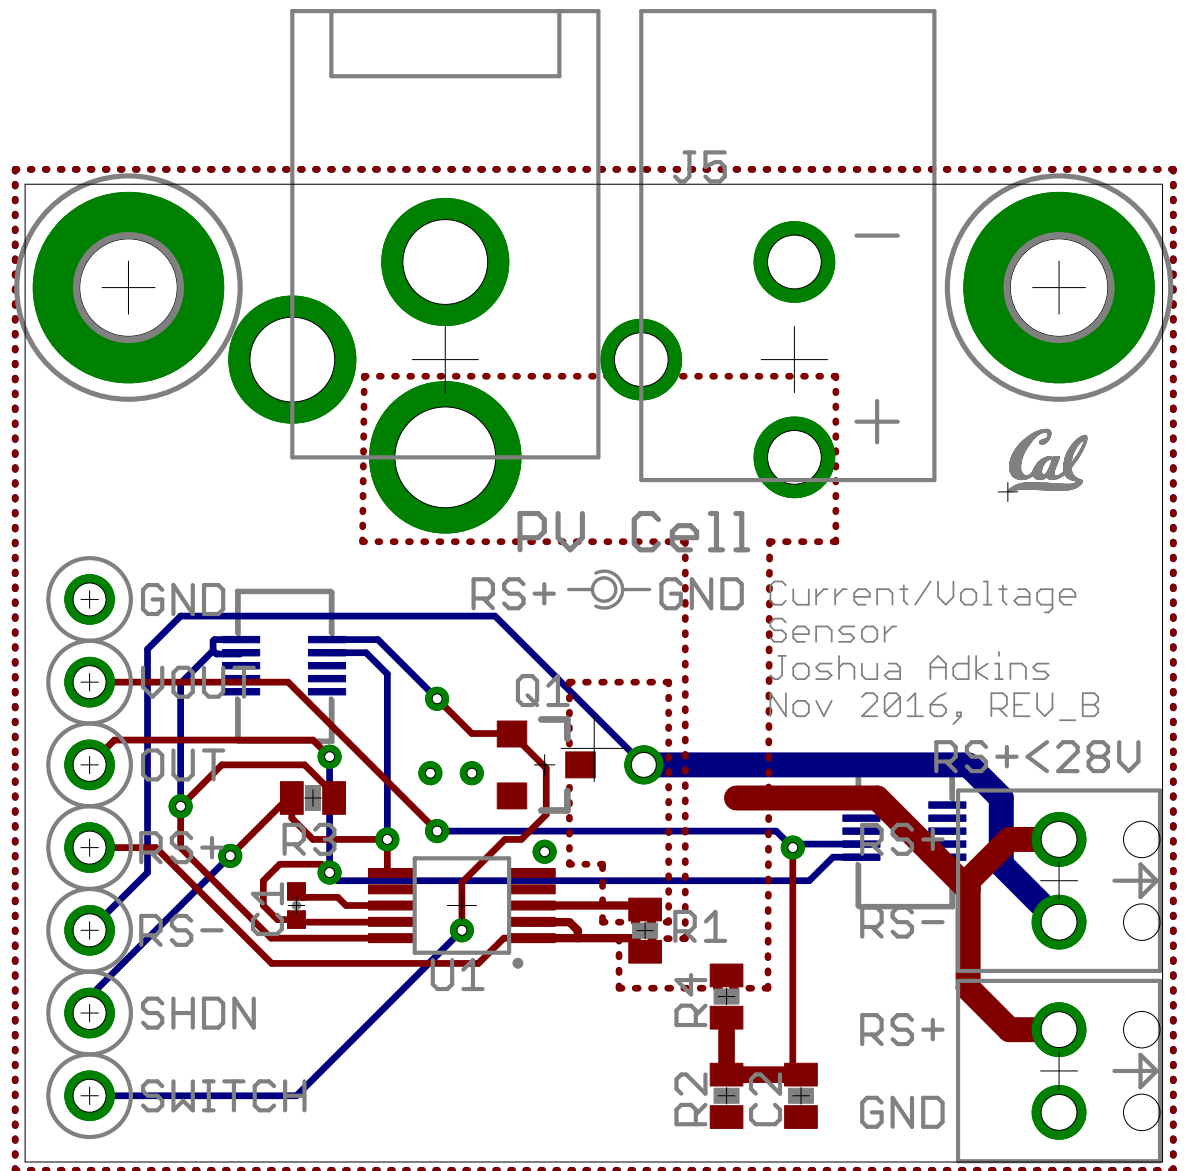 J5
−
+
Cal
PV Cell
RS+ GND
Current/Voltage
Sensor
Joshua Adkins
Nov 2016, REV_B
RS+<28V
GND
VOUT
OUT
RS+
RS-
SHDN
SWITCH
Q1
R3
C1
U1
R1
R4
R2
C2
RS+
RS-
RS+
GND